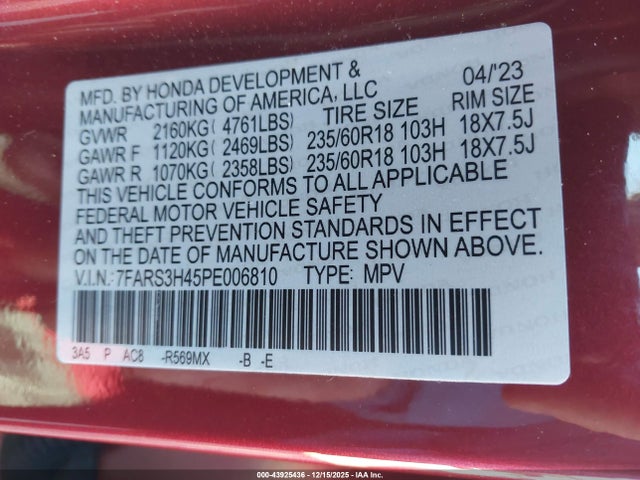 MFD. BY HONDA DEVELOPMENT & 04/'23
MANUFACTURING OF AMERICA, LLC
TIRE SIZE RIM SIZE
GVWR 2160KG( 4761LBS)
GAWR F 1120KG( 2469LBS) 235/60R18 103H 18X7.5J
GAWR R 1070KG( 2358LBS) 235/60R18 103H 18X7.5J
THIS VEHICLE CONFORMS TO ALL APPLICABLE
FEDERAL MOTOR VEHICLE SAFETY
AND THEFT PREVENTION STANDARDS IN EFFECT
ON THE DATE OF MANUFACTURE SHOWN ABOVE.
V.I.N.:7FARS3H45PE006810 TYPE: MPV
3A5 P AC8 -R569MX -B -E
000-43925436 - 12/15/2025 - IAA Inc.